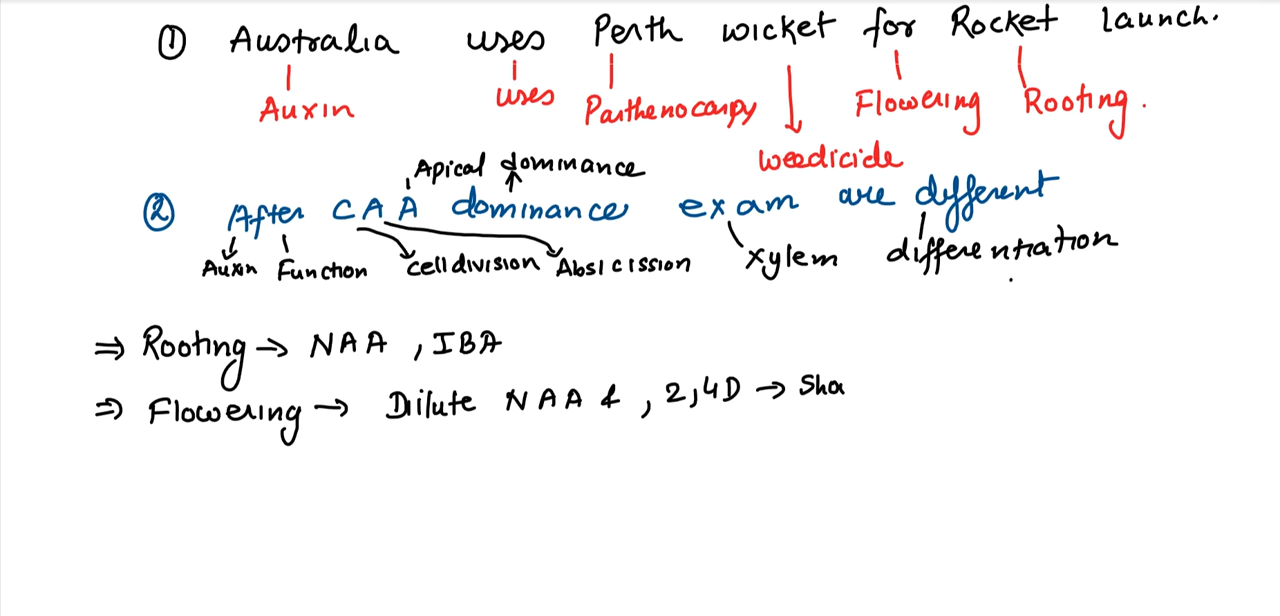 ① Australia uses Perth wicket for Rocket launch.
Auxin uses Parthenocarpy Flowering Rooting.
weedicide
Apical dominance
② After CAA dominance exam are different
Auxin Function cell division Abscission xylem differentiation
⇒ Rooting → NAA , IBA
⇒ Flowering → Dilute NAA & , 2,4D → Sha